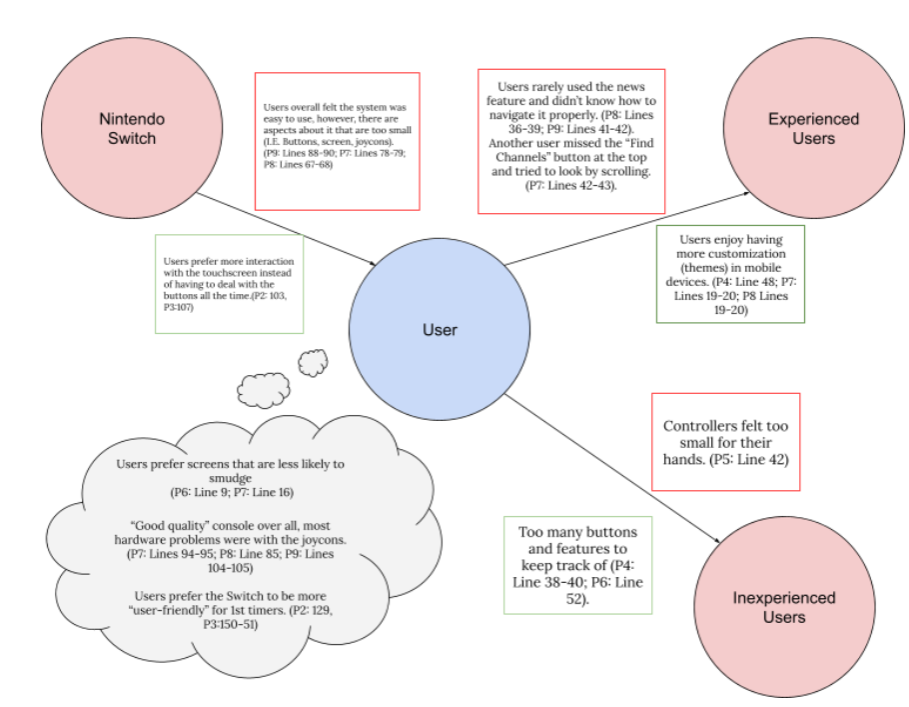 Nintendo
Switch
Users overall felt the system was
easy to use, however, there are
aspects about it that are too small
(I.E. Buttons, screen, joycons).
(P9: Lines 88-90; P7: Lines 78-79;
P8: Lines 67-68)
Users rarely used the news
feature and didn't know how to
navigate it properly. (P8: Lines
36-39; P9: Lines 41-42).
Another user missed the "Find
Channels" button at the top
and tried to look by scrolling.
(P7: Lines 42-43).
Experienced
Users
Users prefer more interaction
with the touchscreen instead
of having to deal with the
buttons all the time.(P2: 103,
P3:107)
Users enjoy having
more customization
(themes) in mobile
devices. (P4: Line 48; P7:
Lines 19-20; P8 Lines
19-20)
User
Controllers felt too
small for their
hands. (P5: Line 42)
Users prefer screens that are less likely to
smudge
(P6: Line 9; P7: Line 16)
"Good quality" console over all, most
hardware problems were with the joycons.
(P7: Lines 94-95; P8: Line 85; P9: Lines
104-105)
Users prefer the Switch to be more
"user-friendly" for 1st timers. (P2: 129,
P3:150-51)
Too many buttons
and features to
keep track of (P4:
Line 38-40; P6: Line
52).
Inexperienced
Users